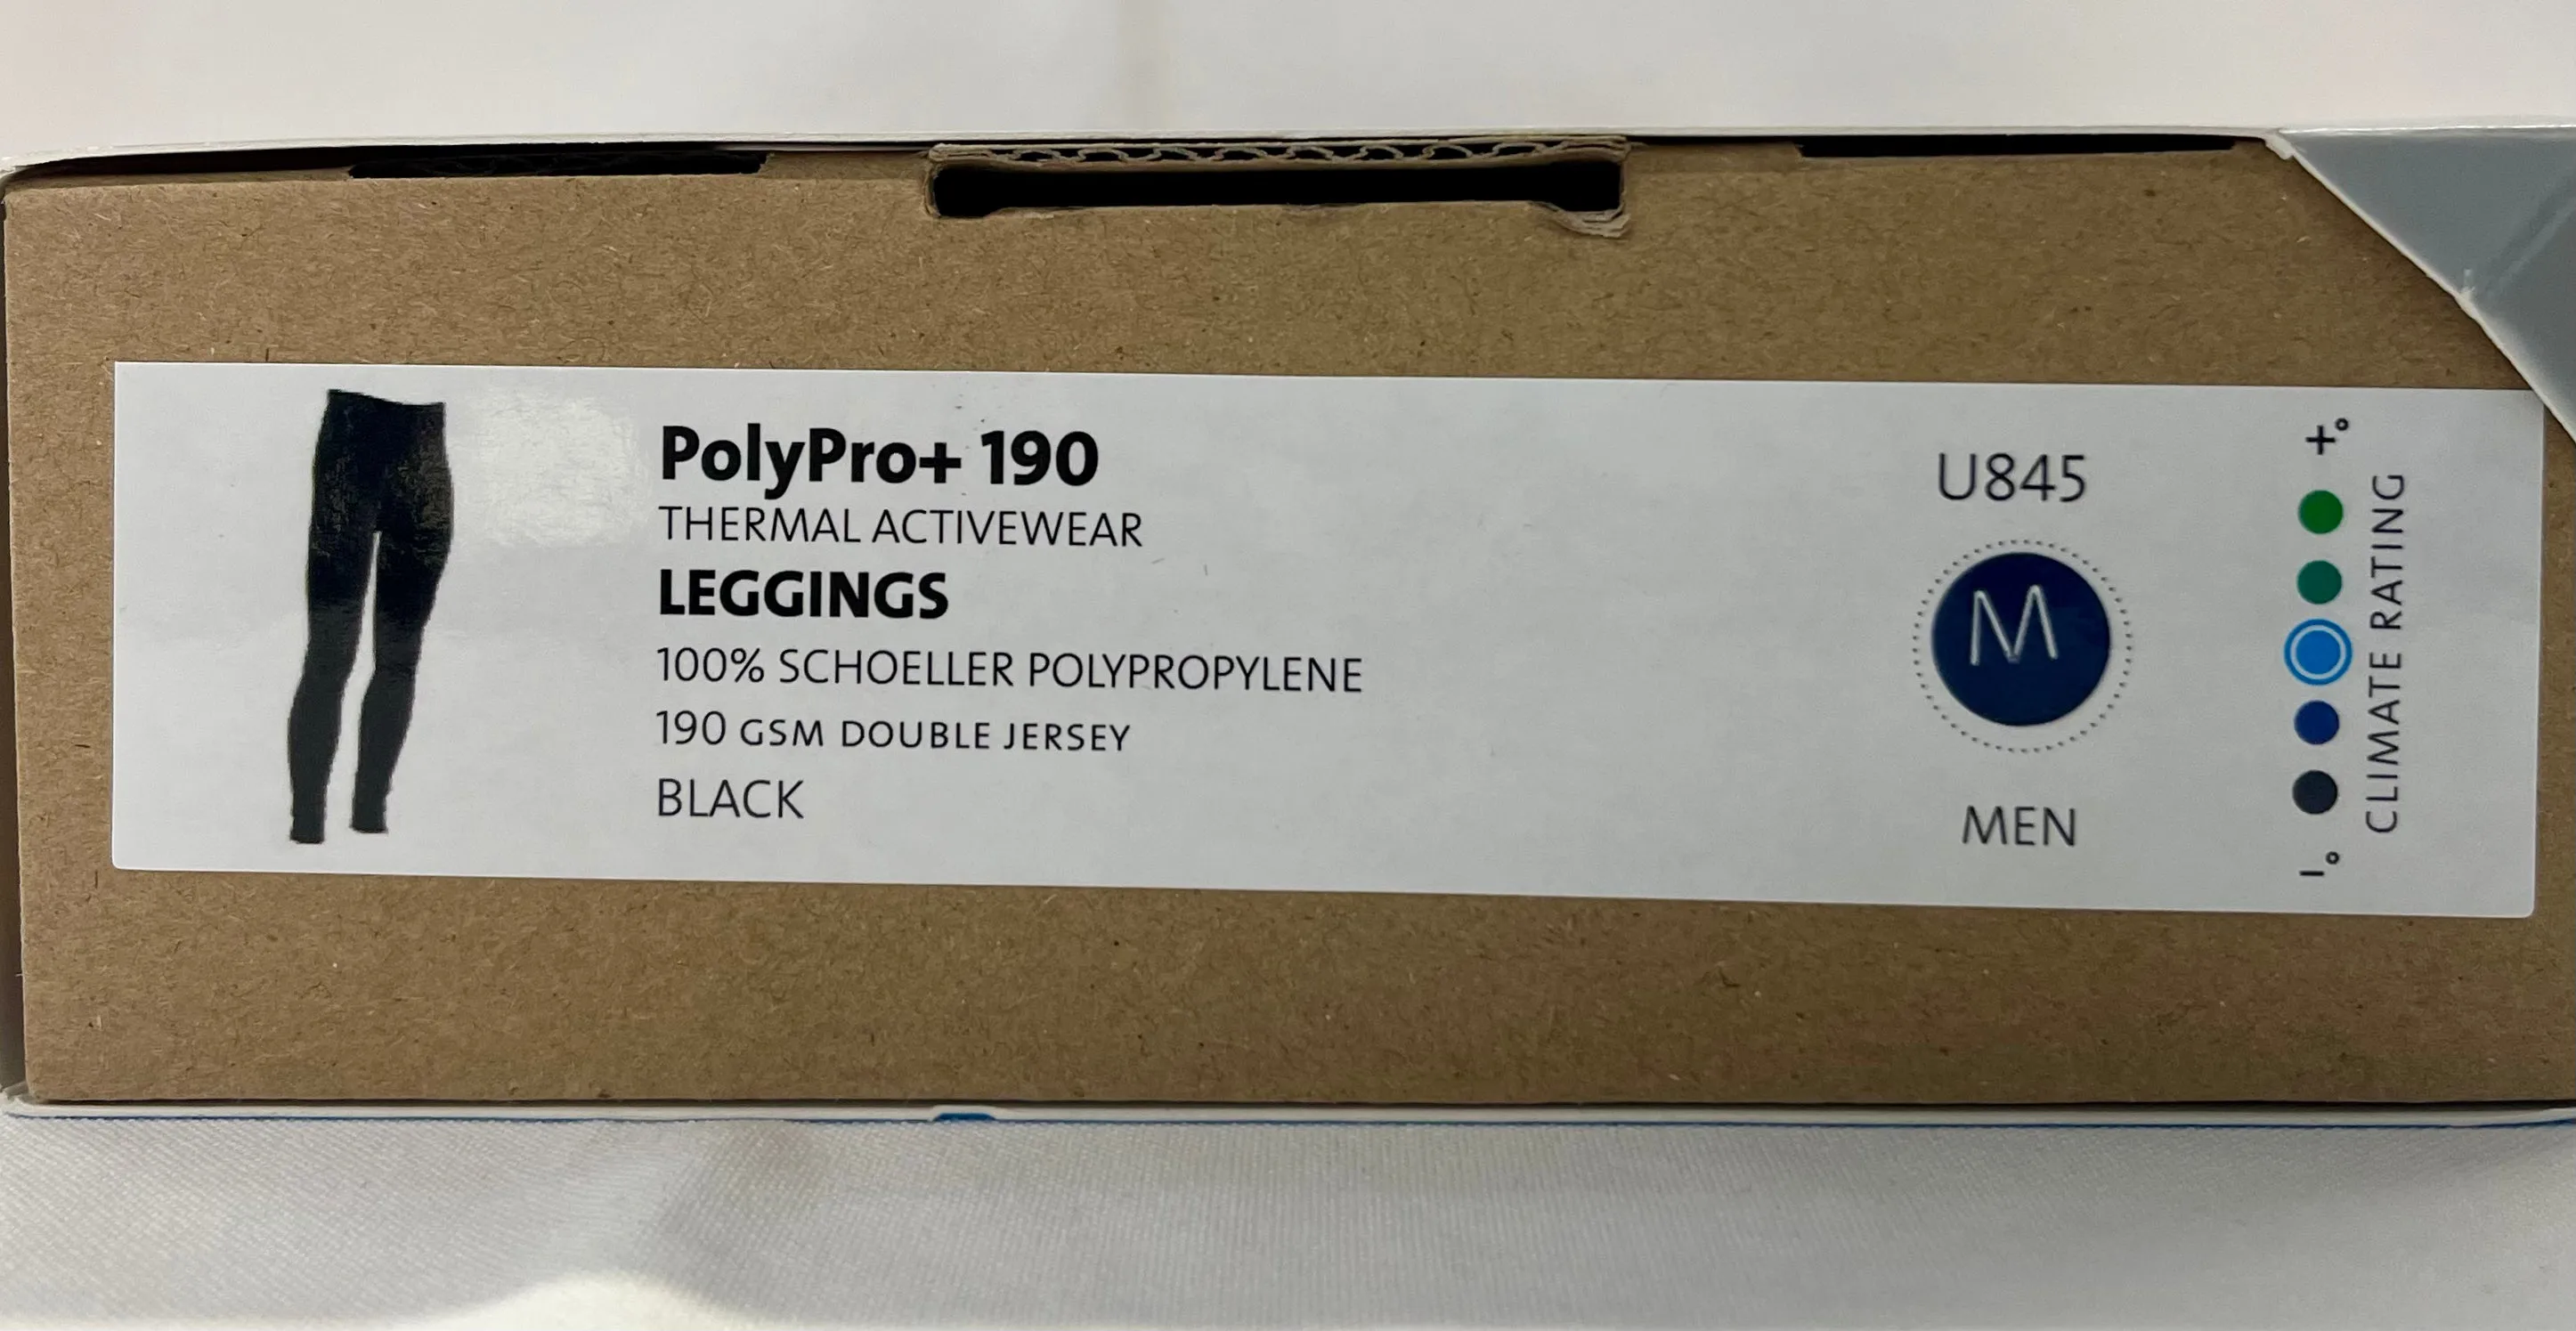 PolyPro+ 190
THERMAL ACTIVEWEAR
LEGGINGS
100% SCHOELLER POLYPROPYLENE
190 GSM DOUBLE JERSEY
BLACK
U845
M
MEN
+°
CLIMATE RATING
-°